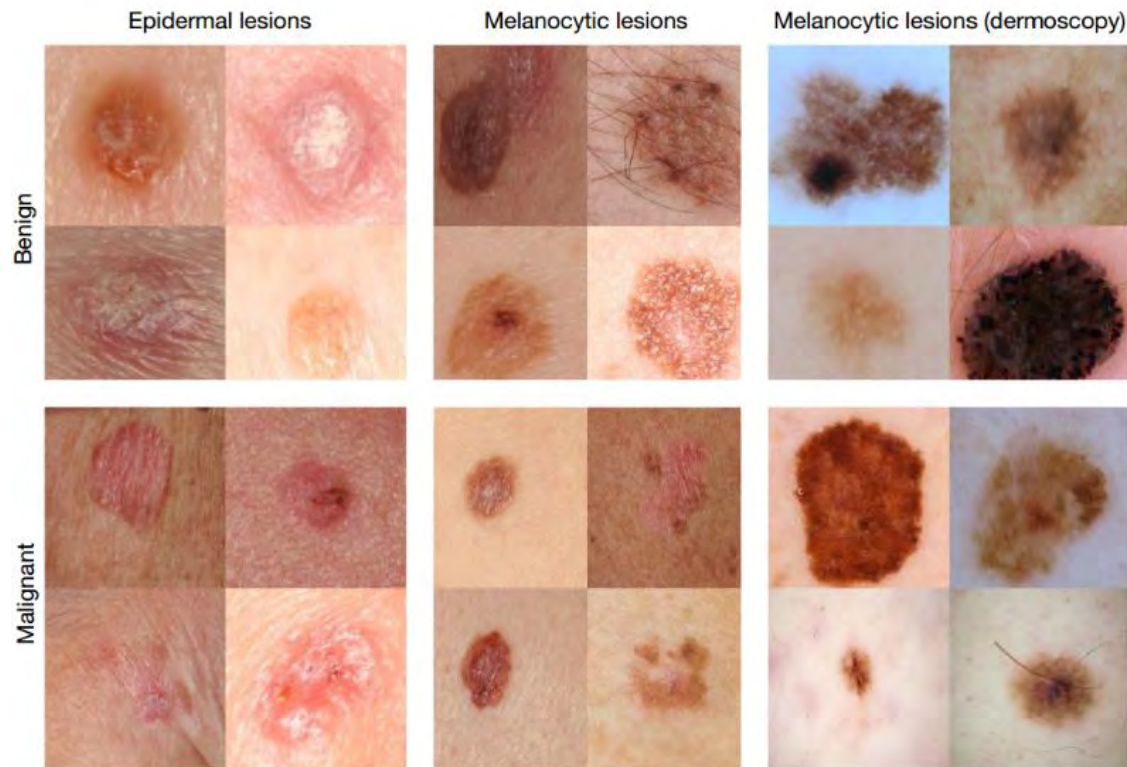 Epidermal lesions
Melanocytic lesions
Melanocytic lesions (dermoscopy)
Benign
Malignant